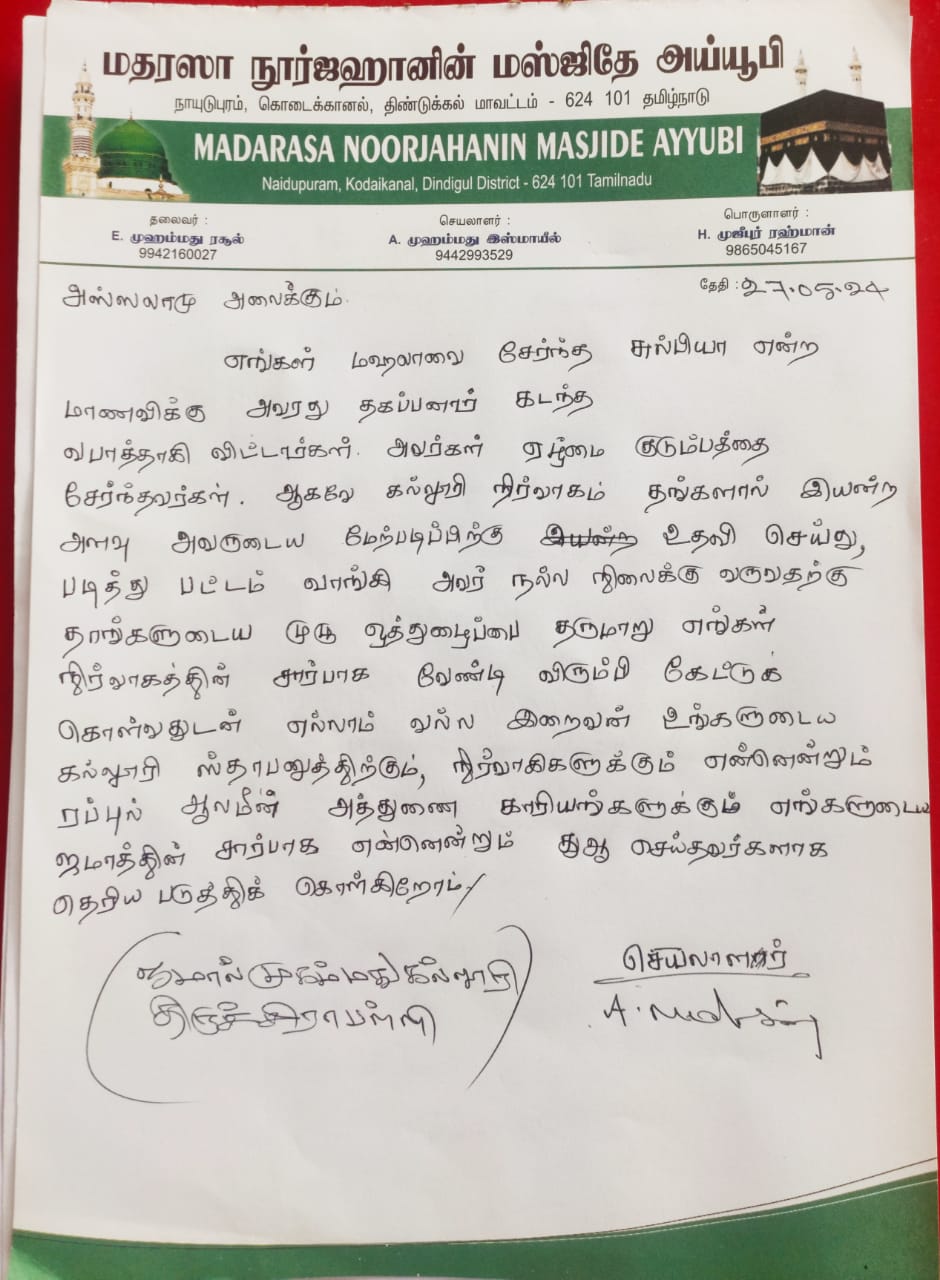 மதரஸா நூர்ஜஹானின் மஸ்ஜிதே அய்யூபி
நாயுடுபுரம், கொடைக்கானல், திண்டுக்கல் மாவட்டம் - 624 101 தமிழ்நாடு
MADARASA NOORJAHANIN MASJIDE AYYUBI
Naidupuram, Kodaikanal, Dindigul District - 624 101 Tamilnadu
தலைவர் :
E. முஹம்மது ரசூல்
9942160027
செயலாளர் :
A. முஹம்மது இஸ்மாயீல்
9442993529
பொருளாளர் :
H. முஜீபுர் ரஹ்மான்
9865045167
தேதி : 27.05.24
அஸ்ஸலாமு அலைக்கும்.
எங்கள் மஹல்லாவை சேர்ந்த சுல்பியா என்ற
மாணவிக்கு அவரது தகப்பனார் கடந்த
வபாத்தாகி விட்டார்கள். அவர்கள் ஏழ்மை குடும்பத்தை
சேர்ந்தவர்கள். ஆகவே கல்லூரி நிர்வாகம் தங்களால் இயன்ற
அளவு அவருடைய மேற்படிப்பிற்கு உதவி செய்து,
படித்து பட்டம் வாங்கி அவர் நல்ல நிலைக்கு வருவதற்கு
தாங்களுடைய முழு ஒத்துழைப்பை தருமாறு எங்கள்
நிர்வாகத்தின் சார்பாக வேண்டி விரும்பி கேட்டுக்
கொள்வதுடன் எல்லாம் வல்ல இறைவன் உங்களுடைய
கல்லூரி ஸ்தாபனத்திற்கும், நிர்வாகிகளுக்கும் என்னென்றும்
ரப்புல் ஆலமீன் அத்துணை காரியங்களுக்கும் எங்களுடைய
ஜமாத்தின் சார்பாக என்னென்றும் துஆ செய்தவர்களாக
தெரிய படுத்திக் கொள்கிறோம்
ஜமால் முகம்மது கல்லூரி
திருச்சிராப்பள்ளி
செயலாளர்